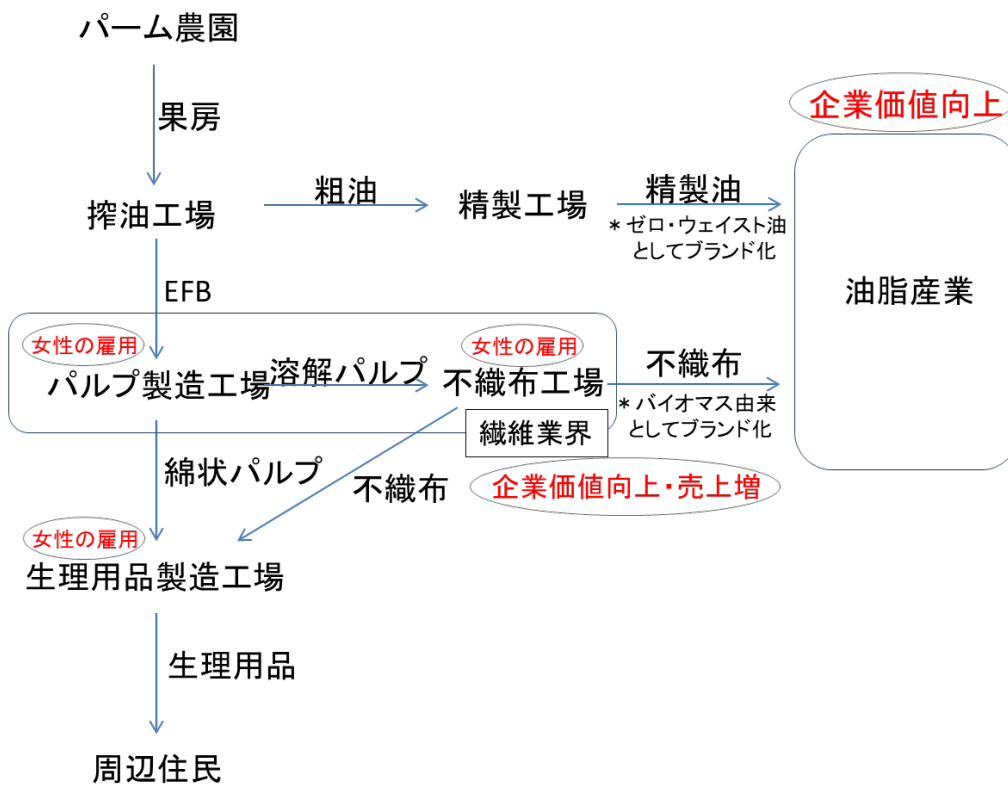 パーム農園
果房
企業価値向上
搾油工場
粗油
精製工場
精製油
＊ゼロ・ウェイスト油
としてブランド化
油脂産業
EFB
女性の雇用
パルプ製造工場
溶解パルプ
女性の雇用
不織布工場
不織布
＊バイオマス由来
としてブランド化
繊維業界
綿状パルプ
不織布
企業価値向上・売上増
女性の雇用
生理用品製造工場
生理用品
周辺住民